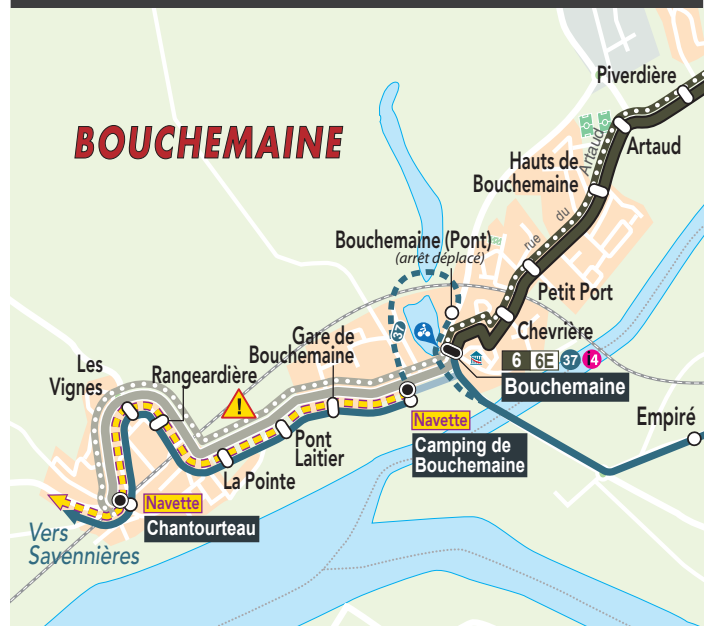 Piverdière
BOUCHEMAINE
Artaud
Hauts de
Bouchemaine
rue du Artaud
Bouchemaine (Pont)
(arrêt déplacé)
Petit Port
Chevrière
37
6 6E 37 i4
Bouchemaine
Gare de
Bouchemaine
Les
Vignes
Rangeardière
!
Empiré
Navette
Camping de
Bouchemaine
Pont
Laitier
La Pointe
Navette
Chantourteau
Vers
Savennières